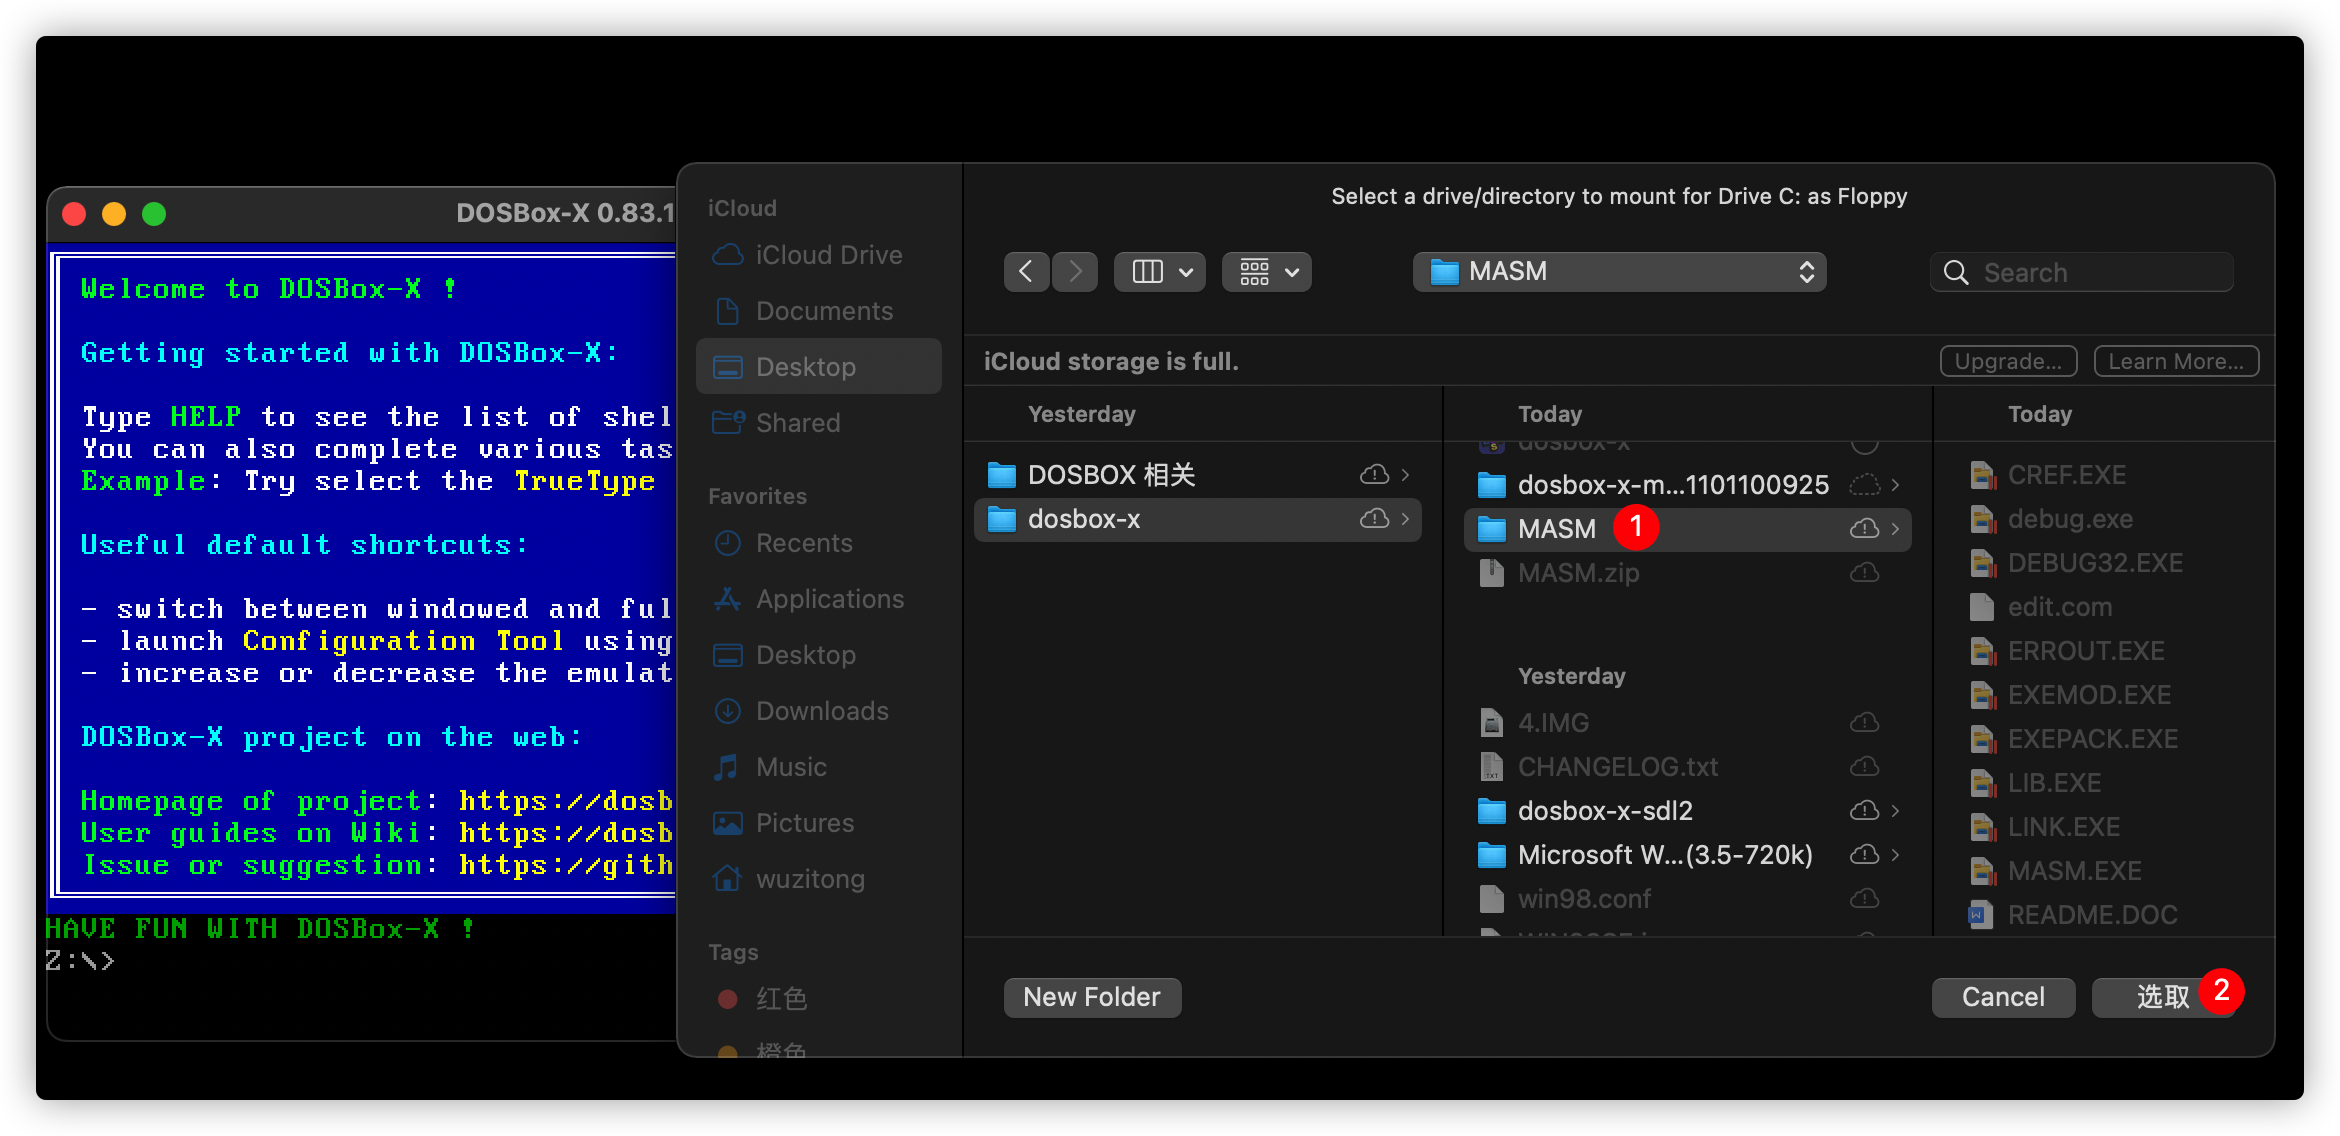 DOSBox-X 0.83.1
Welcome to DOSBox-X !
Getting started with DOSBox-X:
Type HELP to see the list of shel
You can also complete various tas
Example: Try select the TrueType
Useful default shortcuts:
- switch between windowed and ful
- launch Configuration Tool using
- increase or decrease the emulat
DOSBox-X project on the web:
Homepage of project: https://dosb
User guides on Wiki: https://dosb
Issue or suggestion: https://gith
HAVE FUN WITH DOSBox-X !
Z:\>
iCloud
iCloud Drive
Documents
Desktop
Shared
Favorites
Recents
Applications
Desktop
Downloads
Music
Pictures
wuzitong
Tags
红色
橙色
Select a drive/directory to mount for Drive C: as Floppy
MASM
Search
iCloud storage is full.
Upgrade...
Learn More...
Yesterday
DOSBOX 相关
dosbox-x
Today
dosbox-x
dosbox-x-m...1101100925
MASM
1
MASM.zip
Yesterday
4.IMG
CHANGELOG.txt
dosbox-x-sdl2
Microsoft W...(3.5-720k)
win98.conf
Today
CREF.EXE
debug.exe
DEBUG32.EXE
edit.com
ERROUT.EXE
EXEMOD.EXE
EXEPACK.EXE
LIB.EXE
LINK.EXE
MASM.EXE
README.DOC
New Folder
Cancel
选取
2